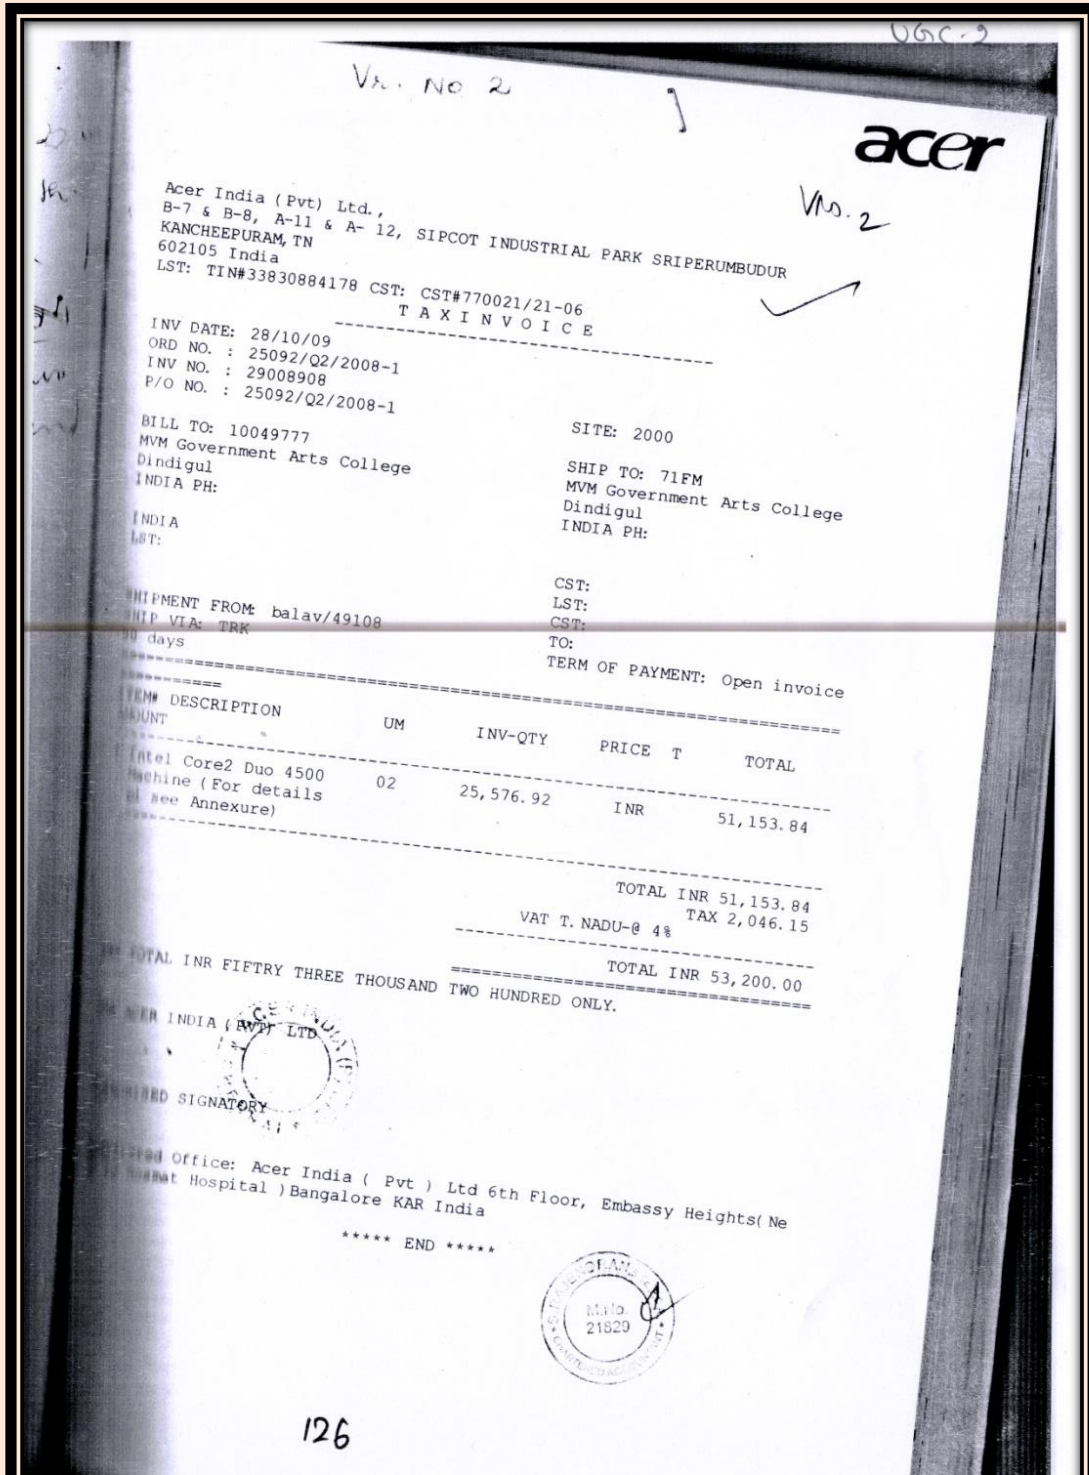 UGC-2
Vr. No 2
acer
VNo. 2
Acer India (Pvt) Ltd.,
B-7 & B-8, A-11 & A- 12, SIPCOT INDUSTRIAL PARK SRIPERUMBUDUR
KANCHEEPURAM, TN
602105 India
LST: TIN#33830884178 CST: CST#770021/21-06
T A X I N V O I C E
INV DATE: 28/10/09
ORD NO. : 25092/Q2/2008-1
INV NO. : 29008908
P/O NO. : 25092/Q2/2008-1
SITE: 2000
BILL TO: 10049777
MVM Government Arts College
Dindigul
INDIA PH:
INDIA
LST:
SHIP TO: 71FM
MVM Government Arts College
Dindigul
INDIA PH:
CST:
LST:
CST:
TO:
SHIPMENT FROM: balav/49108
SHIP VIA: TRK
TERM OF PAYMENT: Open invoice
days
DESCRIPTION UM INV-QTY PRICE T TOTAL
Intel Core2 Duo 4500 02 25,576.92 INR 51,153.84
Machine (For details
see Annexure)
TOTAL INR 51,153.84
TAX 2,046.15
VAT T.NADU-@ 4%
TOTAL INR 53,200.00
TOTAL INR FIFTRY THREE THOUSAND TWO HUNDRED ONLY.
ACER INDIA (PVT) LTD
SIGNATORY
Office: Acer India ( Pvt ) Ltd 6th Floor, Embassy Heights( Ne
Hospital )Bangalore KAR India
***** END *****
M.No.
21829
CHARTERED ACCOUNTANT
126